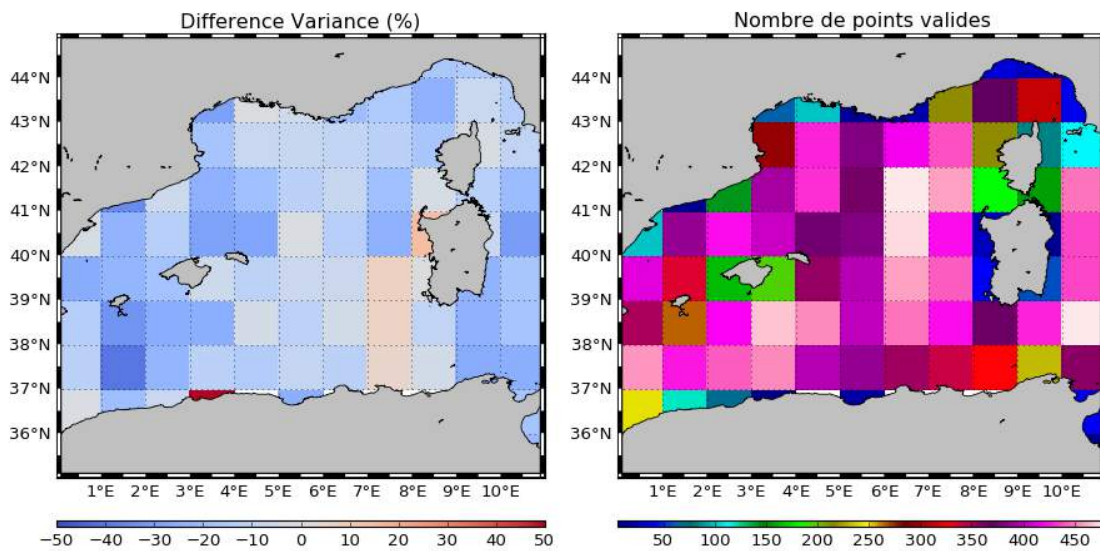 Difference Variance (%)
44°N
43°N
42°N
41°N
40°N
39°N
38°N
37°N
36°N
1°E 2°E 3°E 4°E 5°E 6°E 7°E 8°E 9°E 10°E
−50 −40 −30 −20 −10 0 10 20 30 40 50
Nombre de points valides
44°N
43°N
42°N
41°N
40°N
39°N
38°N
37°N
36°N
1°E 2°E 3°E 4°E 5°E 6°E 7°E 8°E 9°E 10°E
50 100 150 200 250 300 350 400 450